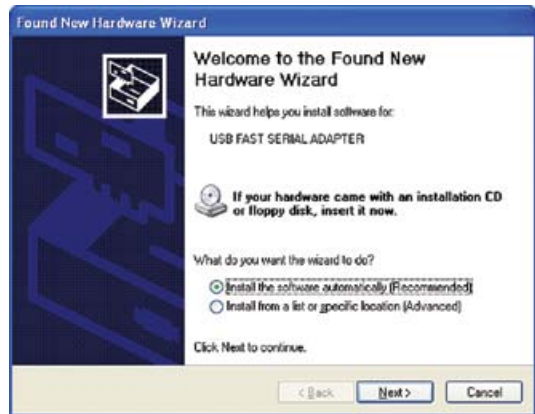 Found New Hardware Wizard
Welcome to the Found New
Hardware Wizard
This wizard helps you install software for:
USB FAST SERIAL ADAPTER
If your hardware came with an installation CD
or floppy disk, insert it now.
What do you want the wizard to do?
Install the software automatically (Recommended)
Install from a list or specific location (Advanced)
Click Next to continue.
< Back
Next >
Cancel